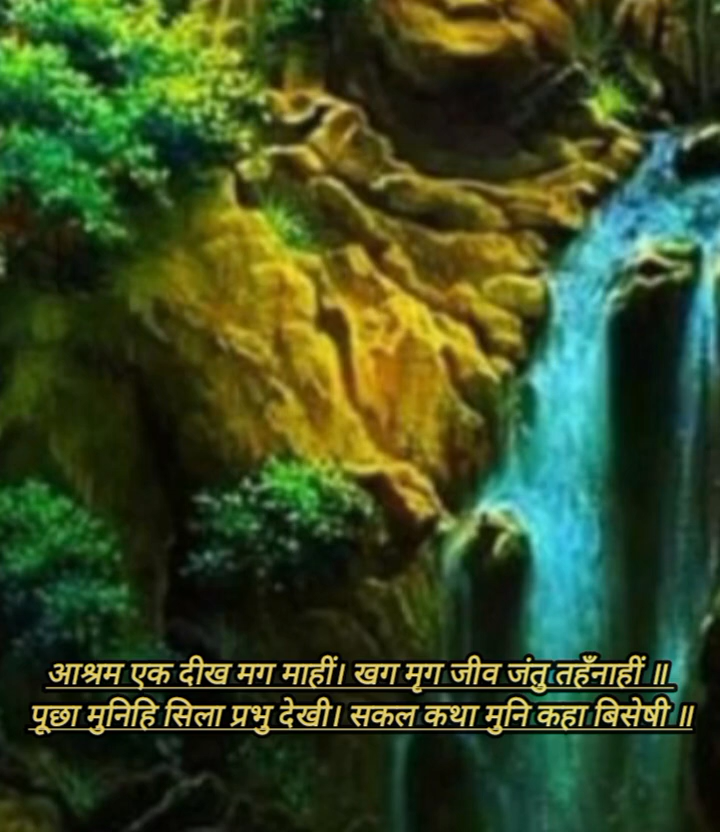 आश्रम एक दीख मग माहीं। खग मृग जीव जंतु तहँनाहीं॥
पूछा मुनिहि सिला प्रभु देखी। सकल कथा मुनि कहा बिसेषी॥